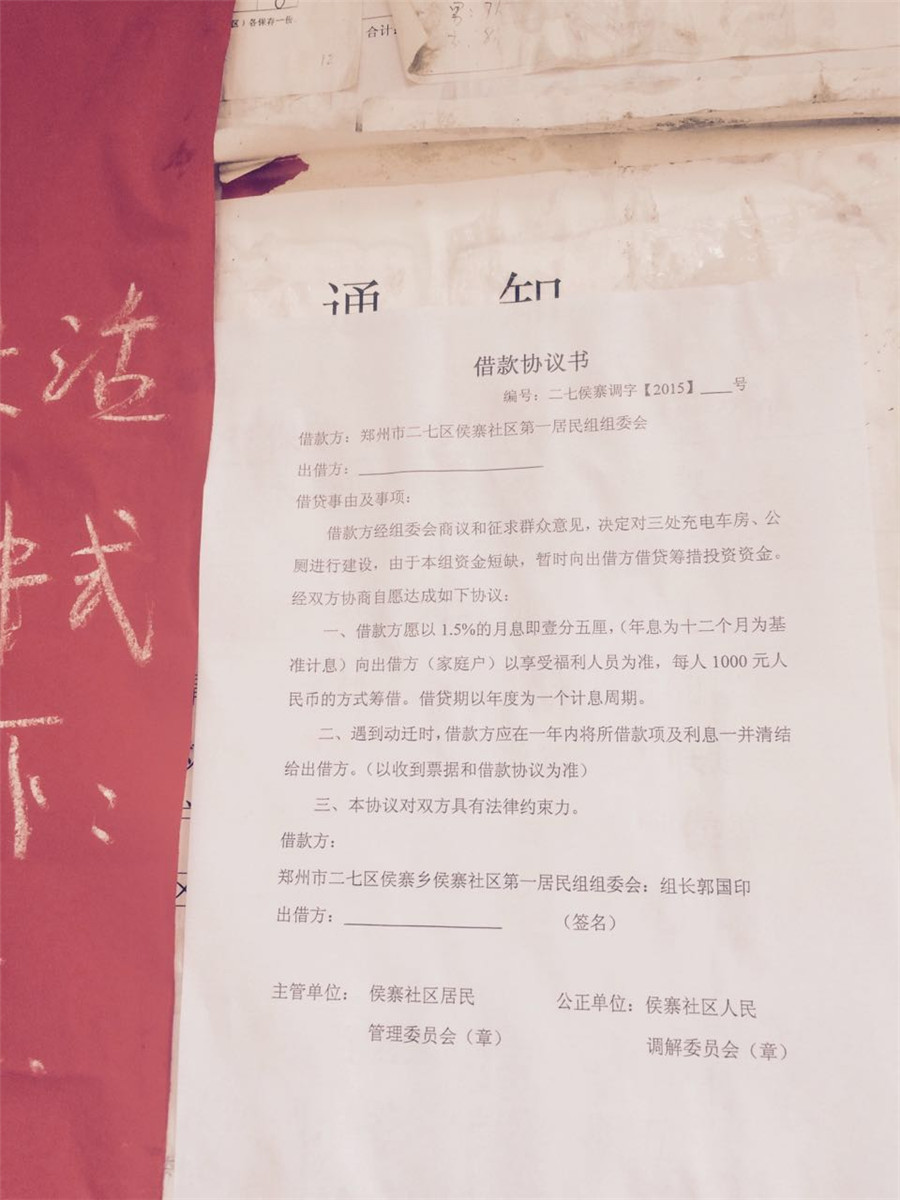 区）各保存一份
合计：
12
通 知
借款协议书
编号：二七侯寨调字【2015】____号
借款方：郑州市二七区侯寨社区第一居民组组委会
出借方：
借贷事由及事项：
借款方经组委会商议和征求群众意见，决定对三处充电车房、公
厕进行建设，由于本组资金短缺，暂时向出借方借贷筹措投资资金。
经双方协商自愿达成如下协议：
一、借款方愿以 1.5%的月息即壹分五厘，（年息为十二个月为基
准计息）向出借方（家庭户）以享受福利人员为准，每人 1000 元人
民币的方式筹借。借贷期以年度为一个计息周期。
二、遇到动迁时，借款方应在一年内将所借款项及利息一并清结
给出借方。（以收到票据和借款协议为准）
三、本协议对双方具有法律约束力。
借款方：
郑州市二七区侯寨乡侯寨社区第一居民组组委会：组长郭国印
出借方：____ （签名）
主管单位： 侯寨社区居民
管理委员会（章）
公正单位：侯寨社区人民
调解委员会（章）
活
式
下：